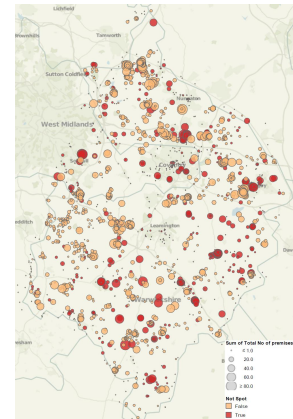 Lichfield
Tamworth
Sutton Coldfield
Nuneaton
West Midlands
Coventry
Leamington
Warwickshire
Sum of Total No of premises
≤ 1.0
20.0
40.0
60.0
≥ 80.0
Not Spot
False
True